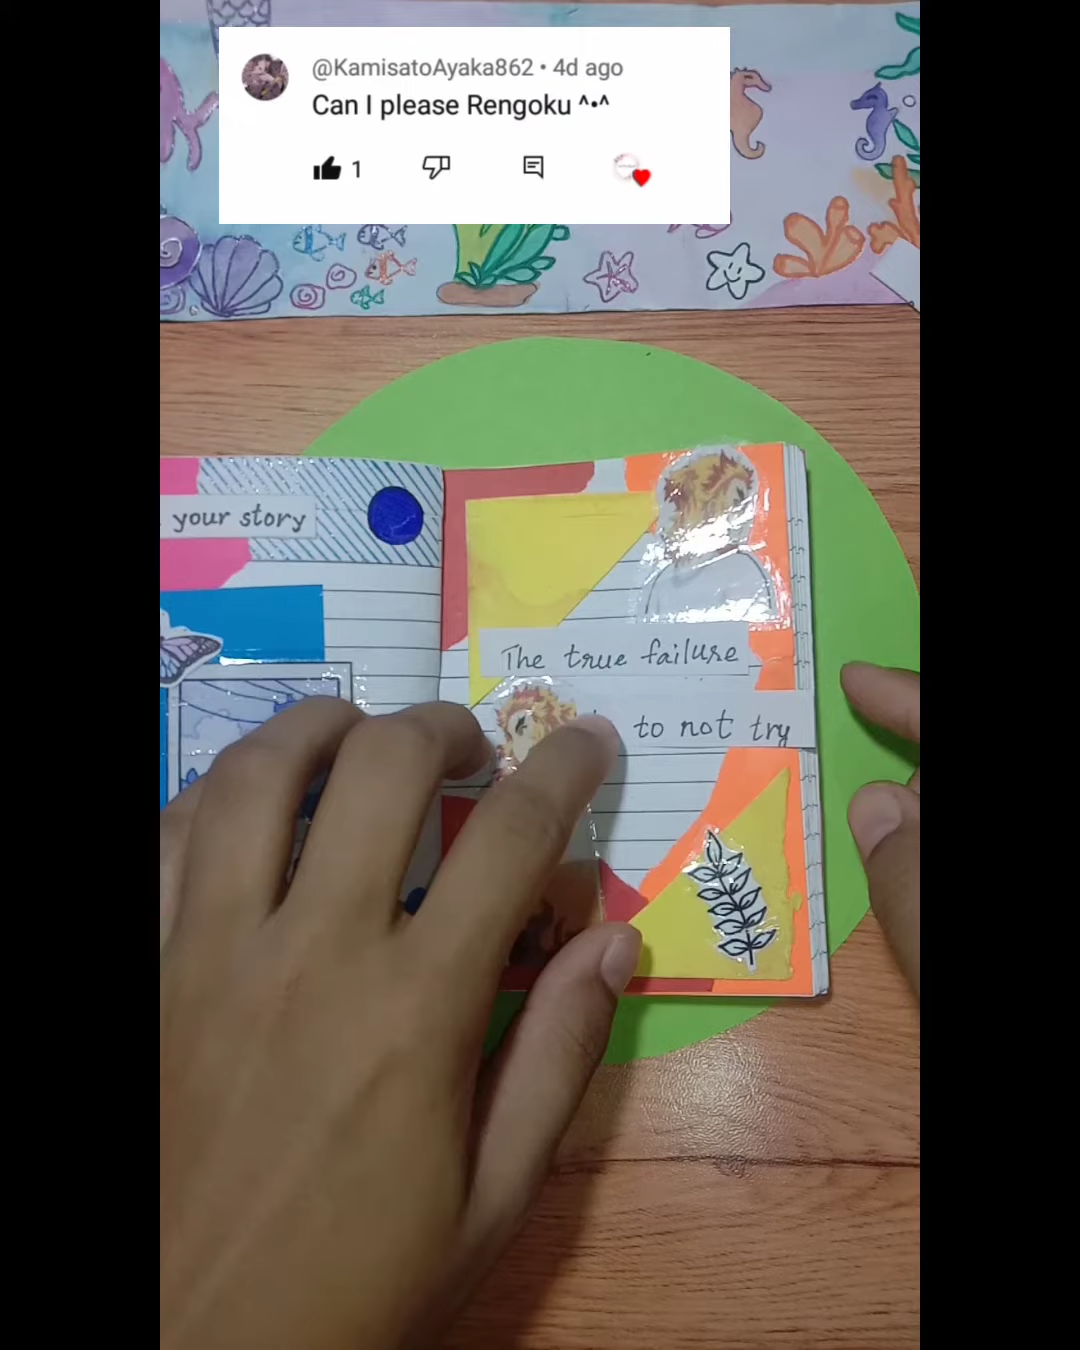 @KamisatoAyaka862 • 4d ago
Can I please Rengoku ^•^
1
your story
The true failure
to not try